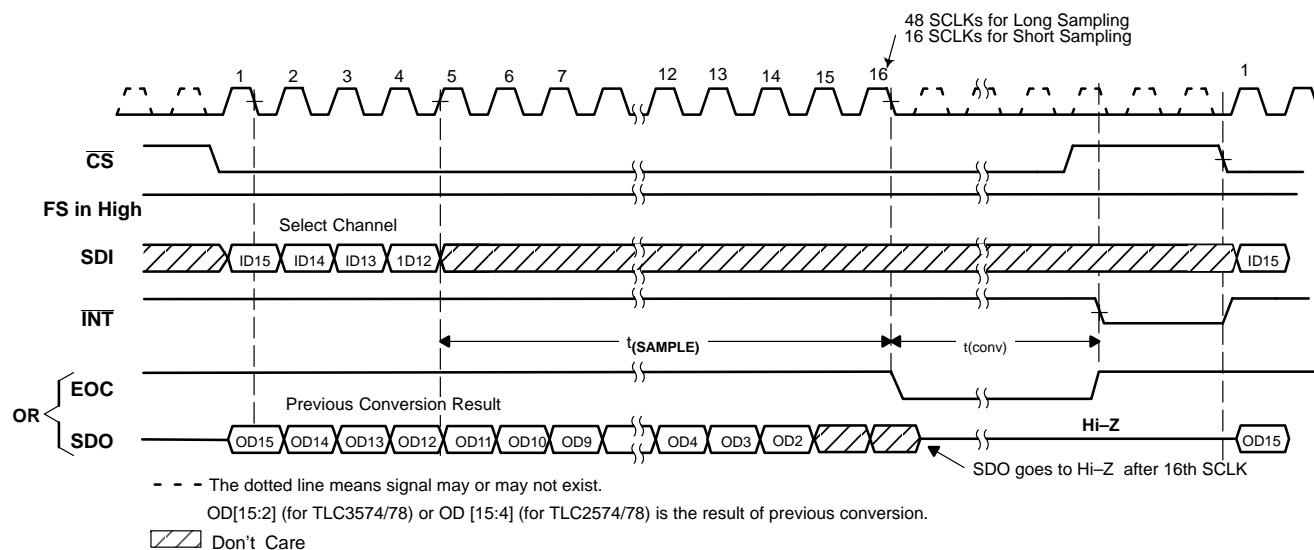 48 SCLKs for Long Sampling
16 SCLKs for Short Sampling
1 2 3 4 5 6 7 12 13 14 15 16 1
CS
FS in High
Select Channel
SDI ID15 ID14 ID13 1D12 ID15
INT
t(SAMPLE) t(conv)
EOC
OR
Previous Conversion Result
SDO OD15 OD14 OD13 OD12 OD11 OD10 OD9 OD4 OD3 OD2 Hi–Z OD15
SDO goes to Hi–Z after 16th SCLK
- - - The dotted line means signal may or may not exist.
OD[15:2] (for TLC3574/78) or OD [15:4] (for TLC2574/78) is the result of previous conversion.
Don't Care